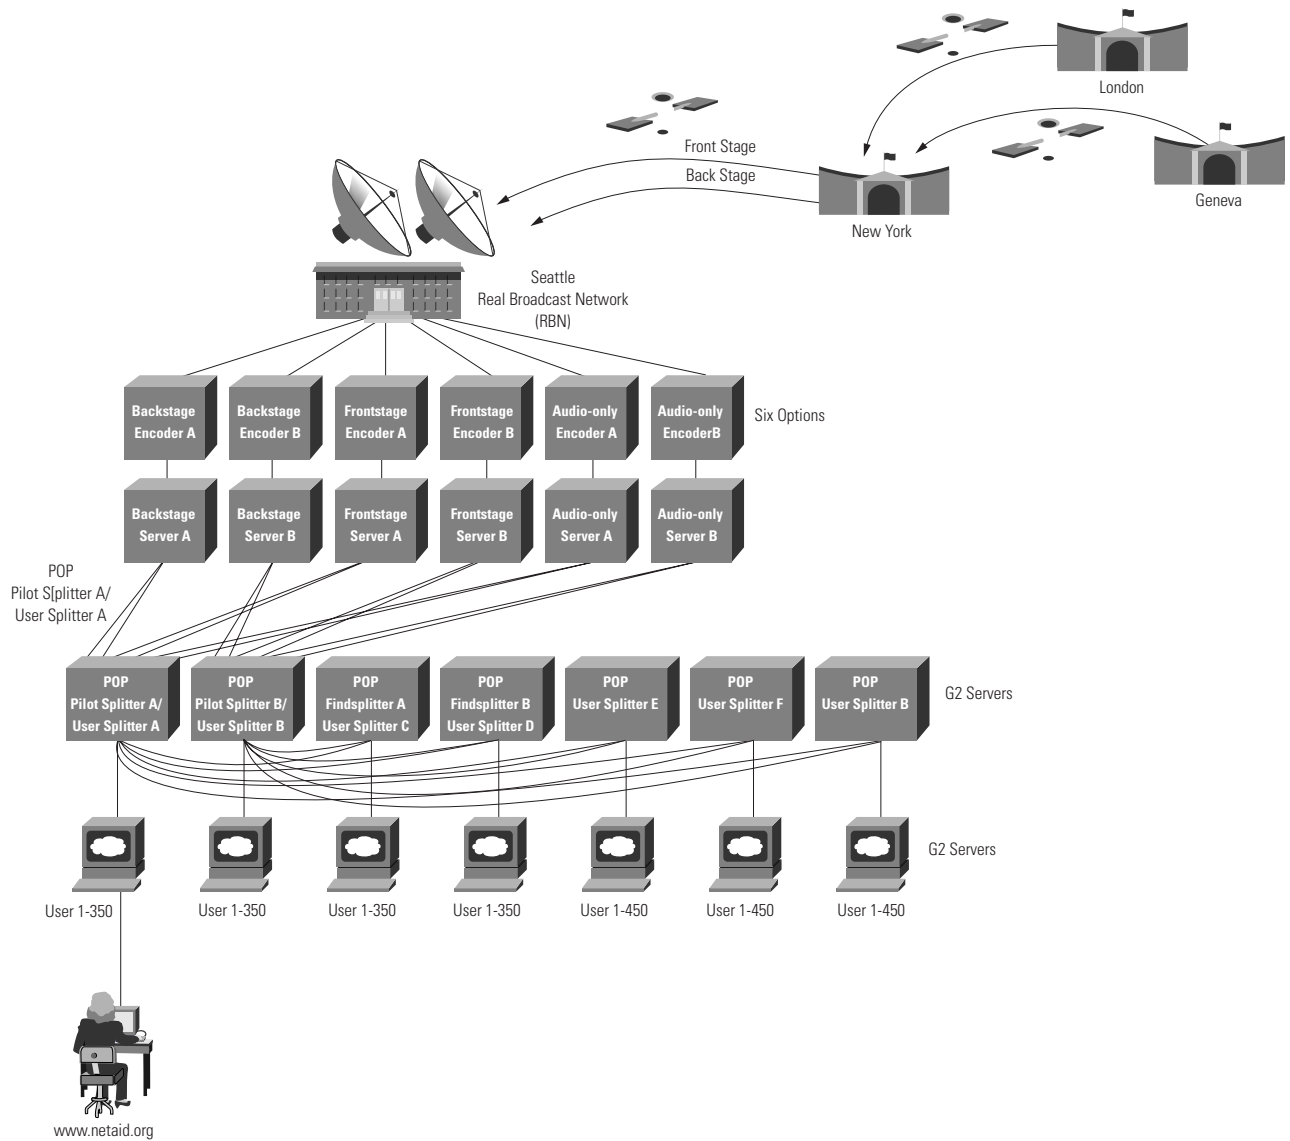 London
Geneva
Front Stage
Back Stage
New York
Seattle
Real Broadcast Network
(RBN)
Backstage
Encoder A
Backstage
Encoder B
Frontstage
Encoder A
Frontstage
Encoder B
Audio-only
Encoder A
Audio-only
EncoderB
Six Options
Backstage
Server A
Backstage
Server B
Frontstage
Server A
Frontstage
Server B
Audio-only
Server A
Audio-only
Server B
POP
Pilot S[plitter A/
User Splitter A
POP
Pilot Splitter A/
User Splitter A
POP
Pilot Splitter B/
User Splitter B
POP
Findsplitter A
User Splitter C
POP
Findsplitter B
User Splitter D
POP
User Splitter E
POP
User Splitter F
POP
User Splitter B
G2 Servers
G2 Servers
User 1-350
User 1-350
User 1-350
User 1-350
User 1-450
User 1-450
User 1-450
www.netaid.org